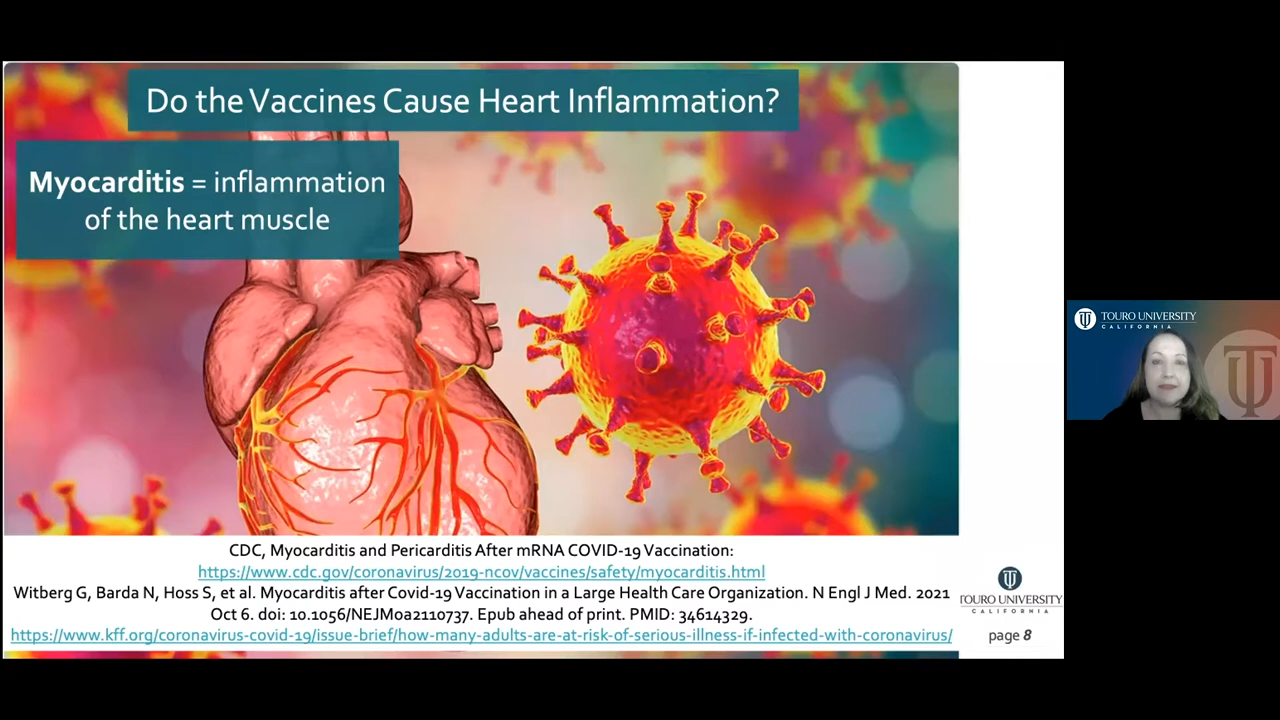 Do the Vaccines Cause Heart Inflammation?
Myocarditis = inflammation
of the heart muscle
CDC, Myocarditis and Pericarditis After mRNA COVID-19 Vaccination:
https://www.cdc.gov/coronavirus/2019-ncov/vaccines/safety/myocarditis.html
Witberg G, Barda N, Hoss S, et al. Myocarditis after Covid-19 Vaccination in a Large Health Care Organization. N Engl J Med. 2021
Oct 6. doi: 10.1056/NEJMoa2110737. Epub ahead of print. PMID: 34614329.
https://www.kff.org/coronavirus-covid-19/issue-brief/how-many-adults-are-at-risk-of-serious-illness-if-infected-with-coronavirus/
TOURO UNIVERSITY
CALIFORNIA
page 8
TOURO UNIVERSITY
CALIFORNIA